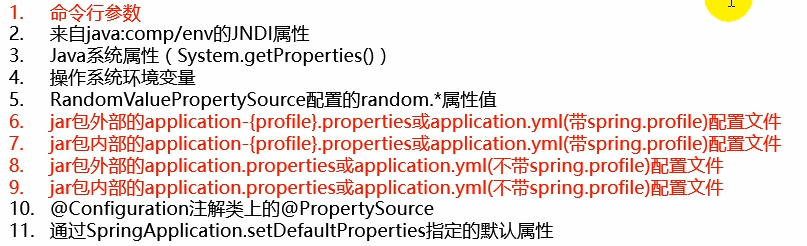 1. 命令行参数
2. 来自java:comp/env的JNDI属性
3. Java系统属性（System.getProperties()）
4. 操作系统环境变量
5. RandomValuePropertySource配置的random.*属性值
6. jar包外部的application-{profile}.properties或application.yml(带spring.profile)配置文件
7. jar包内部的application-{profile}.properties或application.yml(带spring.profile)配置文件
8. jar包外部的application.properties或application.yml(不带spring.profile)配置文件
9. jar包内部的application.properties或application.yml(不带spring.profile)配置文件
10. @Configuration注解类上的@PropertySource
11. 通过SpringApplication.setDefaultProperties指定的默认属性